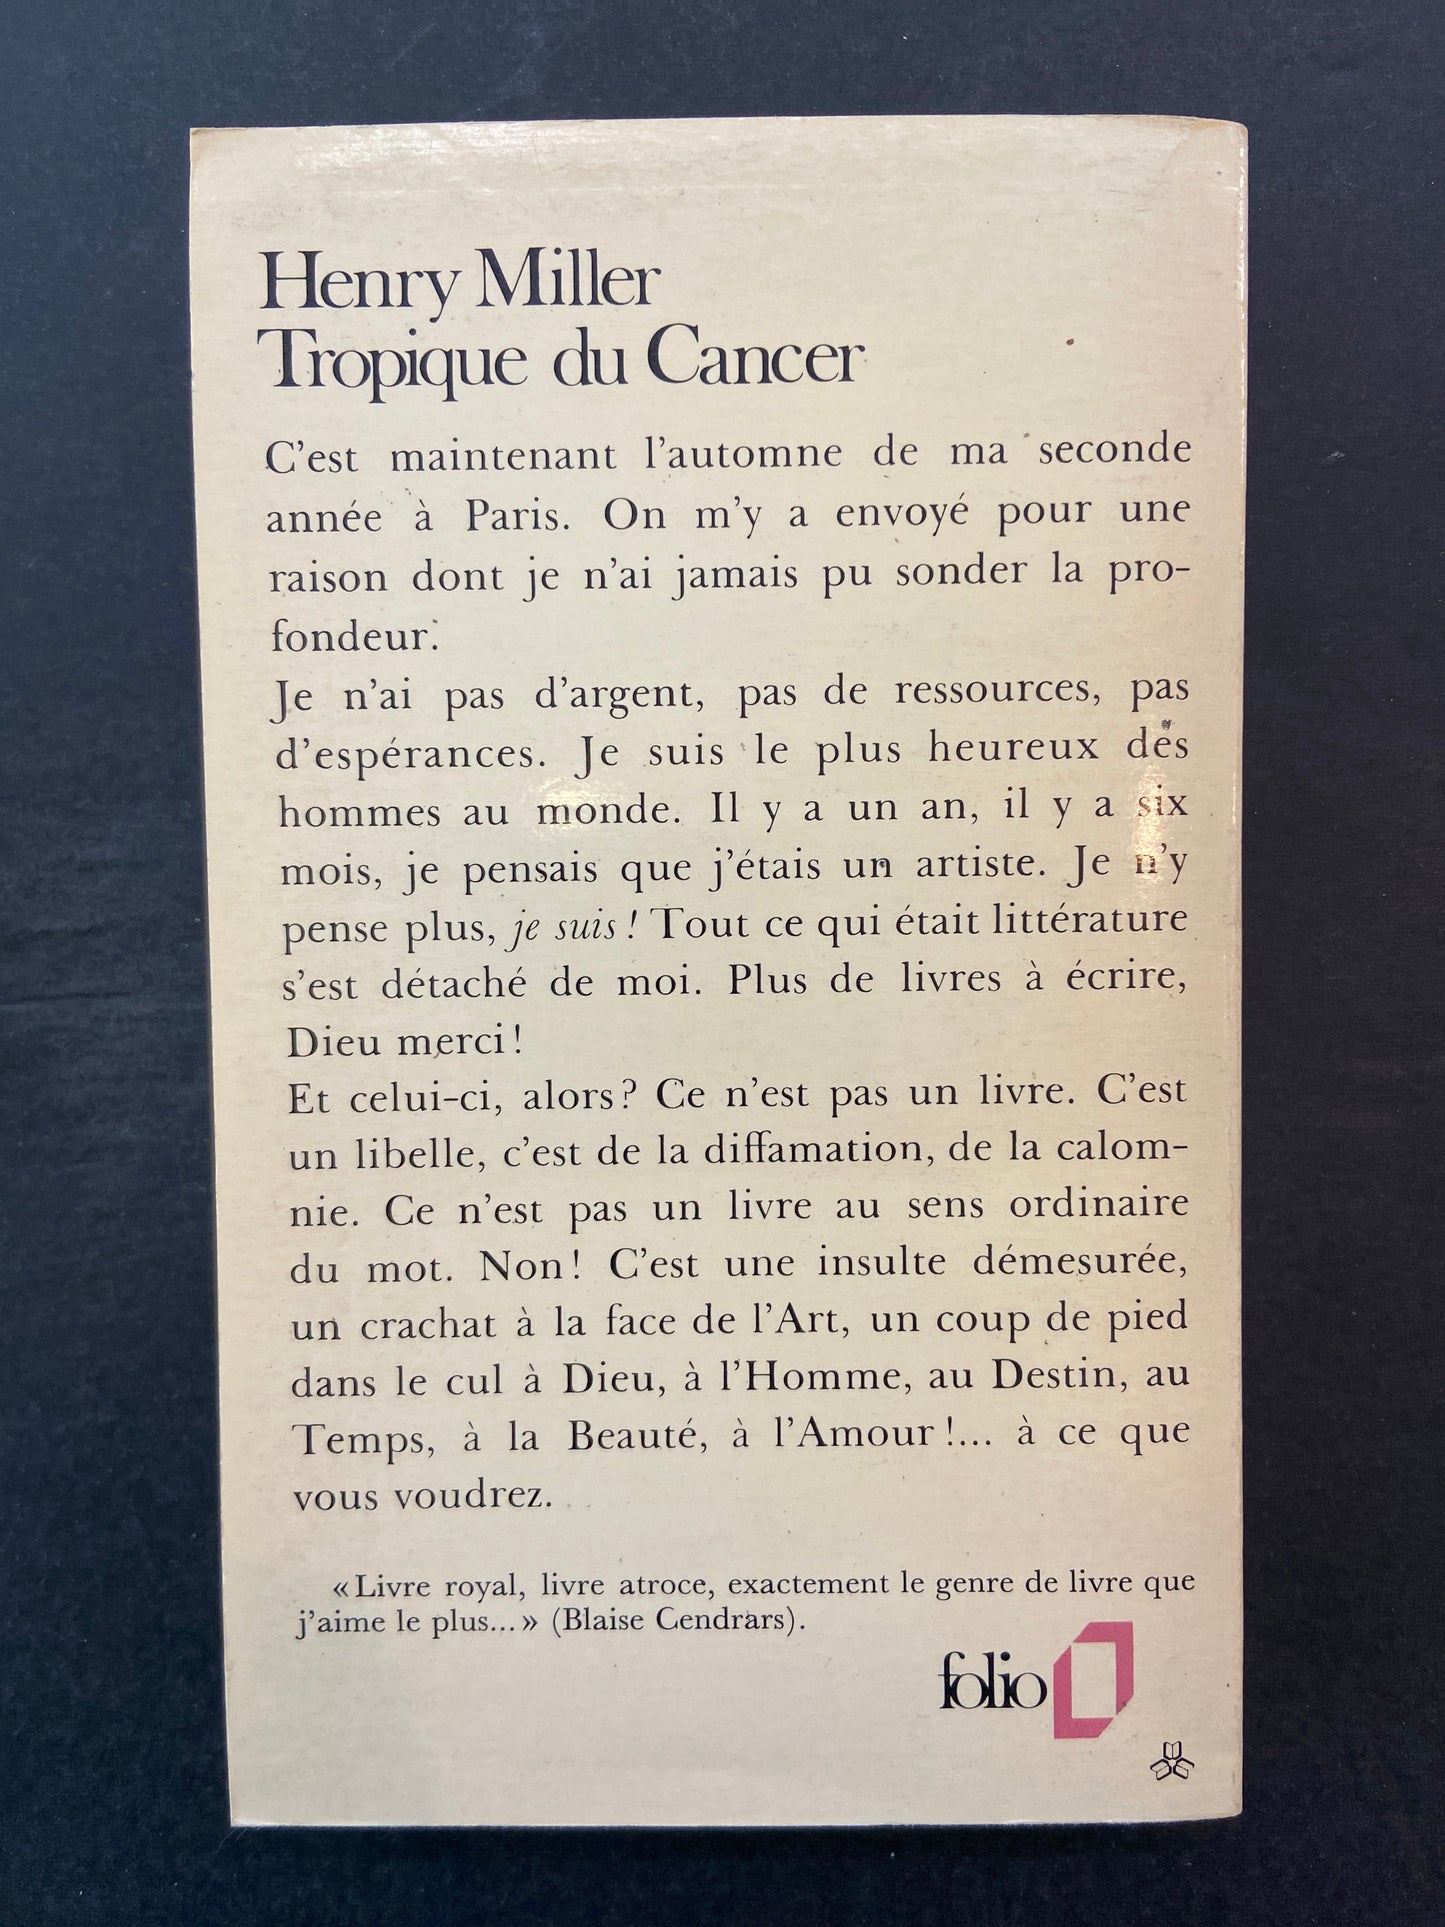 Henry Miller
Tropique du Cancer
C'est maintenant l'automne de ma seconde
année à Paris. On m'y a envoyé pour une
raison dont je n'ai jamais pu sonder la pro-
fondeur.
Je n'ai pas d'argent, pas de ressources, pas
d'espérances. Je suis le plus heureux des
hommes au monde. Il y a un an, il y a six
mois, je pensais que j'étais un artiste. Je n'y
pense plus, je suis ! Tout ce qui était littérature
s'est détaché de moi. Plus de livres à écrire,
Dieu merci !
Et celui-ci, alors ? Ce n'est pas un livre. C'est
un libelle, c'est de la diffamation, de la calom-
nie. Ce n'est pas un livre au sens ordinaire
du mot. Non ! C'est une insulte démesurée,
un crachat à la face de l'Art, un coup de pied
dans le cul à Dieu, à l'Homme, au Destin, au
Temps, à la Beauté, à l'Amour !... à ce que
vous voudrez.
« Livre royal, livre atroce, exactement le genre de livre que
j'aime le plus... » (Blaise Cendrars).
folio